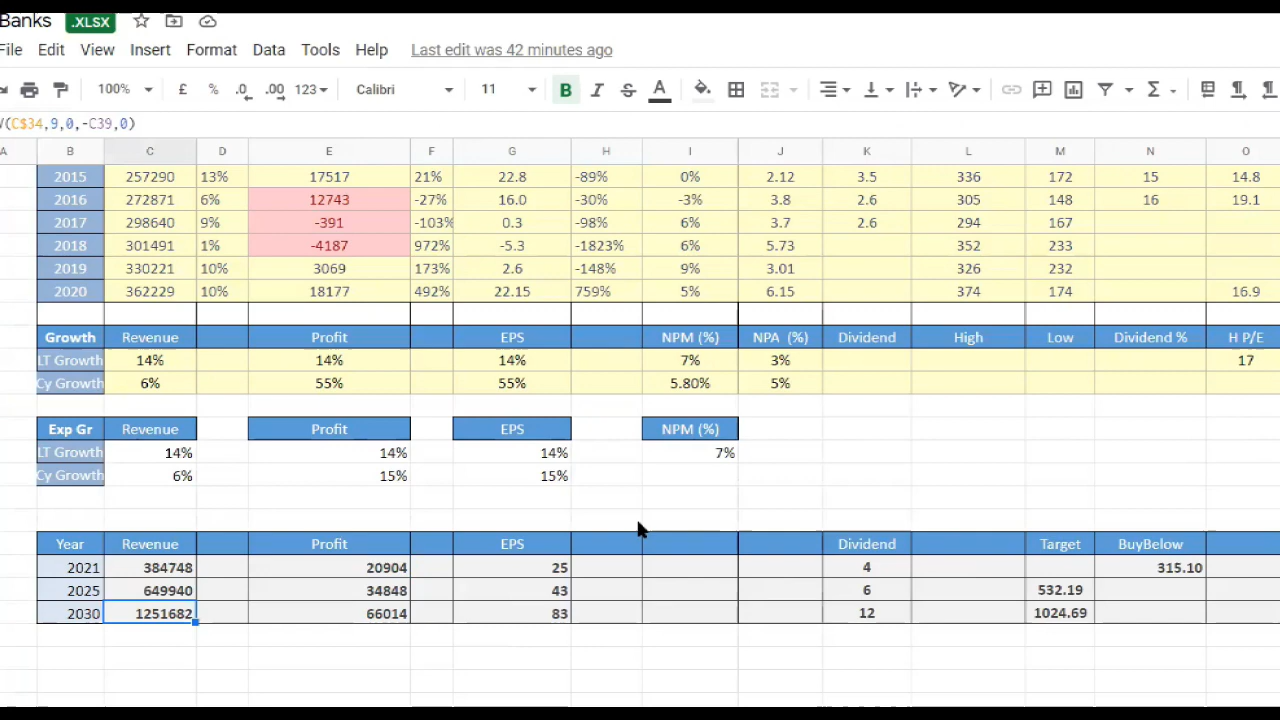 Banks .XLSX
File Edit View Insert Format Data Tools Help Last edit was 42 minutes ago
100% £ % .0 .00 123 Calibri 11 B I S A Σ
(C$34,9,0,-C39,0)
A B C D E F G H I J K L M N O
2015 257290 13% 17517 21% 22.8 -89% 0% 2.12 3.5 336 172 15 14.8
2016 272871 6% 12743 -27% 16.0 -30% -3% 3.8 2.6 305 148 16 19.1
2017 298640 9% -391 -103% 0.3 -98% 6% 3.7 2.6 294 167
2018 301491 1% -4187 972% -5.3 -1823% 6% 5.73 352 233
2019 330221 10% 3069 173% 2.6 -148% 9% 3.01 326 232
2020 362229 10% 18177 492% 22.15 759% 5% 6.15 374 174 16.9
Growth Revenue Profit EPS NPM (%) NPA (%) Dividend High Low Dividend % H P/E
LT Growth 14% 14% 14% 7% 3% 17
Cy Growth 6% 55% 55% 5.80% 5%
Exp Gr Revenue Profit EPS NPM (%)
LT Growth 14% 14% 14% 7%
Cy Growth 6% 15% 15%
Year Revenue Profit EPS Dividend Target BuyBelow
2021 384748 20904 25 4 315.10
2025 649940 34848 43 6 532.19
2030 1251682 66014 83 12 1024.69